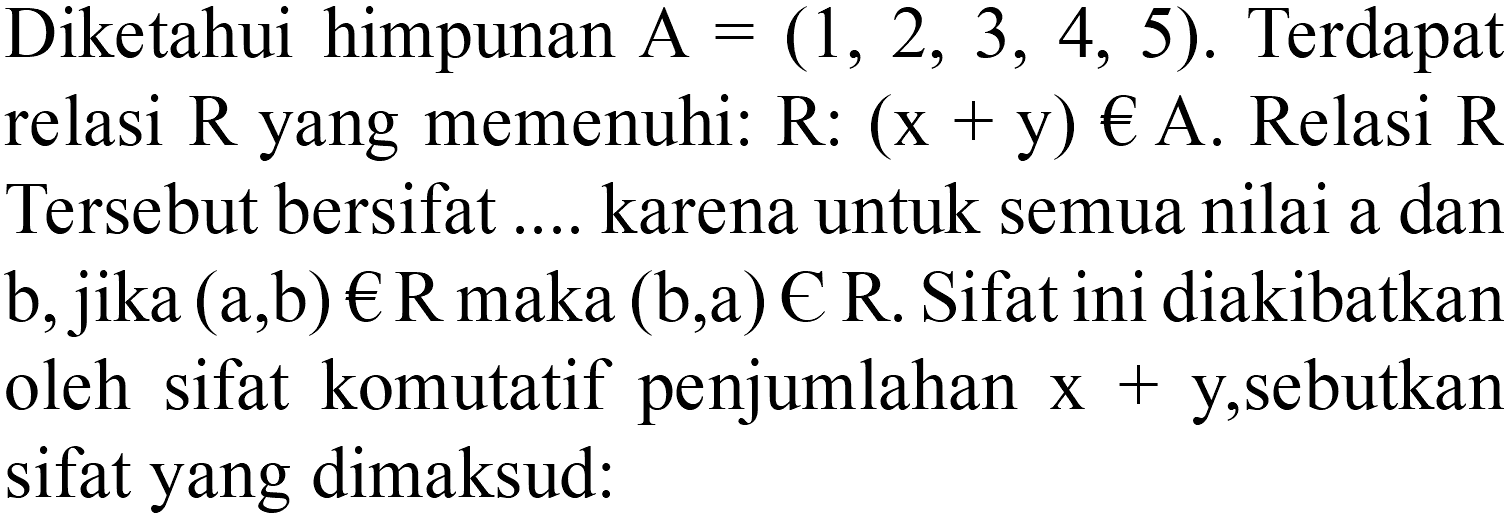 Diketahui himpunan A = (1, 2, 3, 4, 5). Terdapat
relasi R yang memenuhi: R: (x + y) € A. Relasi R
Tersebut bersifat .... karena untuk semua nilai a dan
b, jika (a,b) € R maka (b,a) Є R. Sifat ini diakibatkan
oleh sifat komutatif penjumlahan x + y,sebutkan
sifat yang dimaksud: